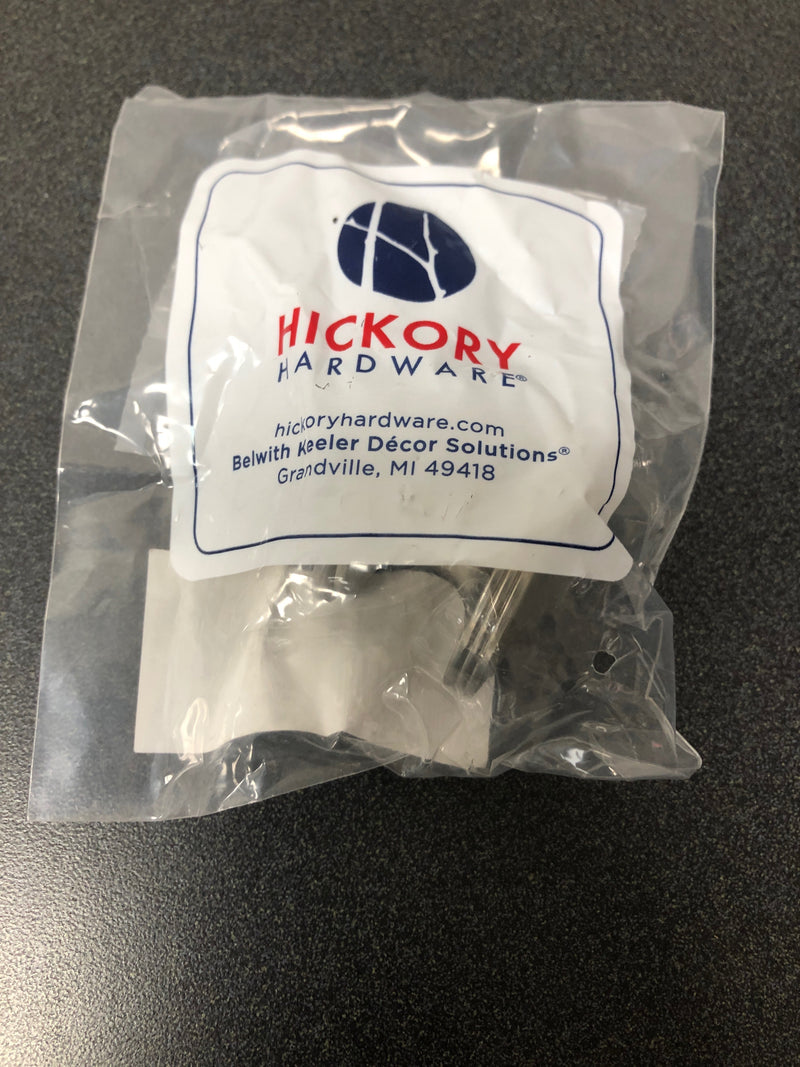 HICKORY
HARDWARE®
hickoryhardware.com
Belwith Keeler Décor Solutions®
Grandville, MI 49418